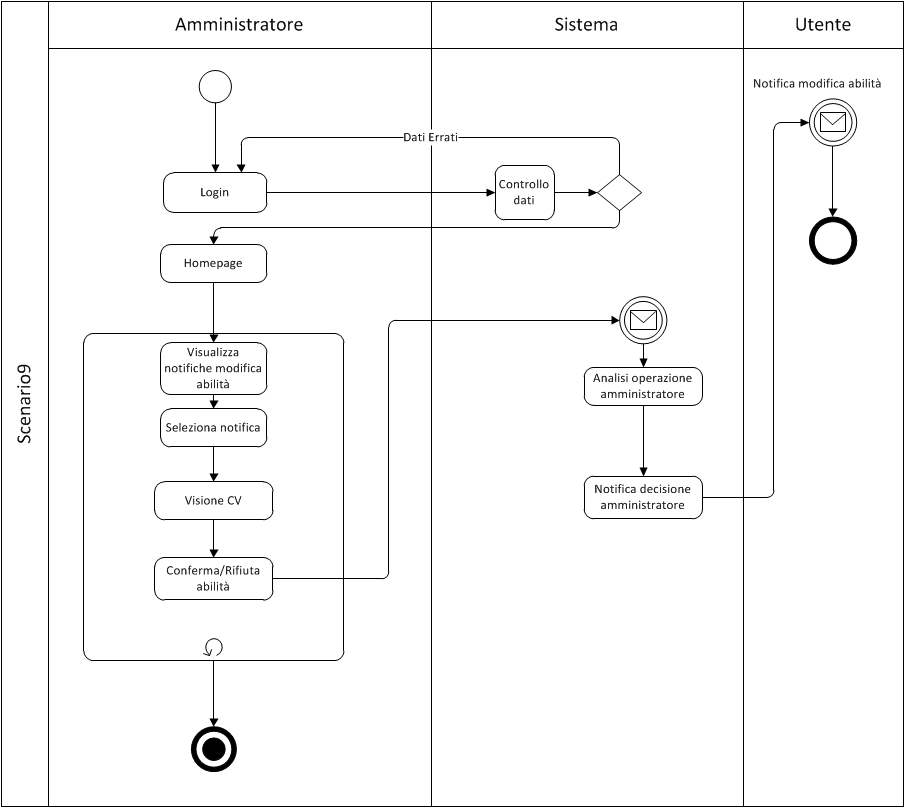 Amministratore
Sistema
Utente
Scenario9
Notifica modifica abilità
Dati Errati
Login
Controllo
dati
Homepage
Visualizza
notifiche modifica
abilità
Seleziona notifica
Visione CV
Conferma/Rifiuta
abilità
Analisi operazione
amministratore
Notifica decisione
amministratore